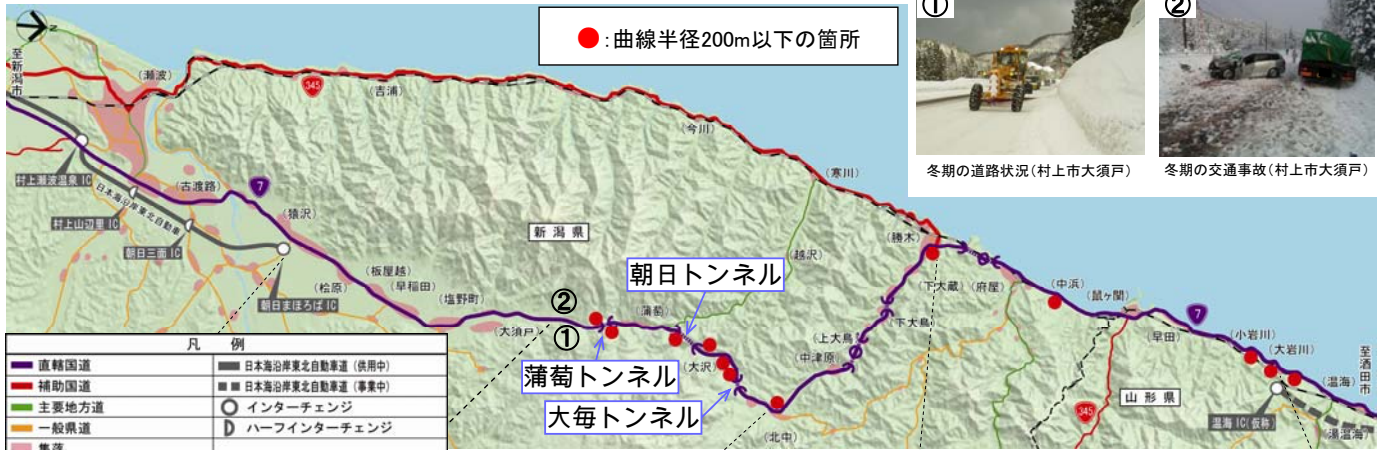 ●:曲線半径200m以下の箇所
①
②
冬期の道路状況(村上市大須戸)
冬期の交通事故(村上市大須戸)
N
至新潟市
(瀬波)
345
(吉浦)
(今川)
(寒川)
村上瀬波温泉 IC
日本海沿岸東北自動車道
村上山辺里 IC
朝日三面 IC
朝日まほろば IC
(古渡路)
7
(猿沢)
(板屋越)
(桧原)
(早稲田)
(塩野町)
(大須戸)
新潟県
②
①
(蒲萄)
朝日トンネル
蒲萄トンネル
大毎トンネル
(大沢)
(越沢)
(北中)
(中津原)
(上大鳥)
(下大鳥)
(勝木)
(下大蔵)
(府屋)
(中浜)
(鼠ヶ関)
(早田)
7
(小岩川)
(大岩川)
(温海)
至酒田市
山形県
345
温海 IC(仮称)
(湯温海)
凡 例
直轄国道
日本海沿岸東北自動車道 (供用中)
補助国道
日本海沿岸東北自動車道 (事業中)
主要地方道
インターチェンジ
一般県道
ハーフインターチェンジ
集落